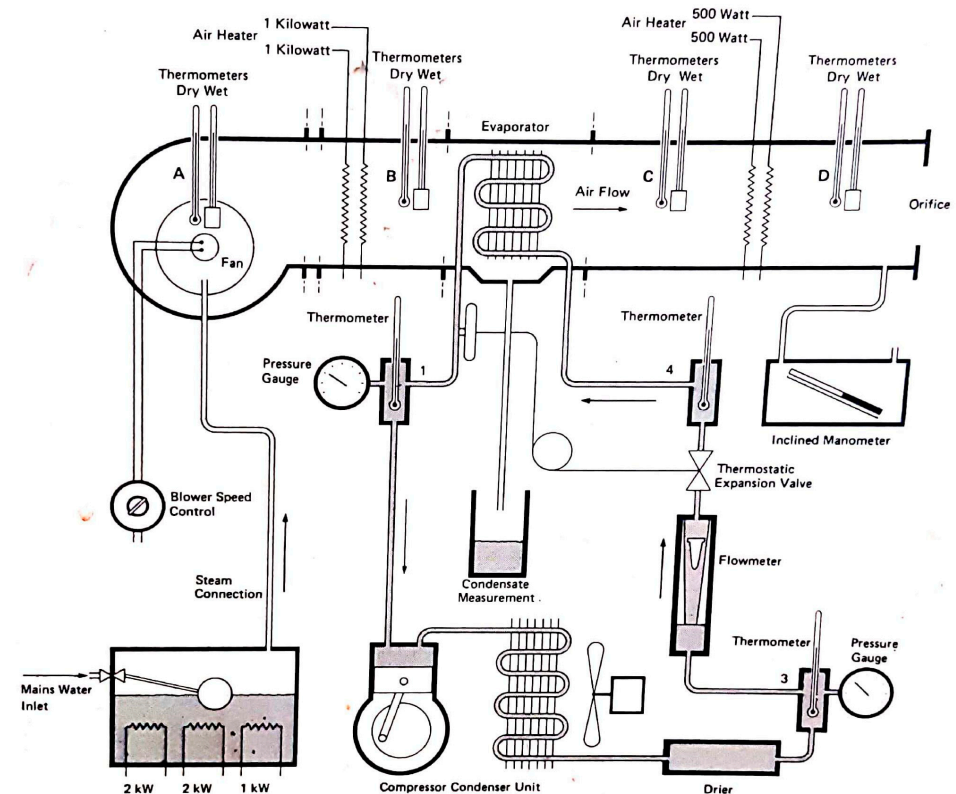 1 Kilowatt
Air Heater
1 Kilowatt
500 Watt
Air Heater
500 Watt
Orifice
Thermometers
Dry Wet
Thermometers
Dry Wet
Thermometers
Dry Wet
Thermometers
Dry Wet
Evaporator
A
B
C
D
Air Flow
Orifice
Fan
Thermometer
Thermometer
Pressure
Gauge
1
4
Inclined Manometer
Thermostatic
Expansion Valve
Blower Speed
Control
Flowmeter
Steam
Connection
Condensate
Measurement
Thermometer
Pressure
Gauge
3
Mains Water
Inlet
2 kW
2 kW
1 kW
Compressor Condenser Unit
Drier